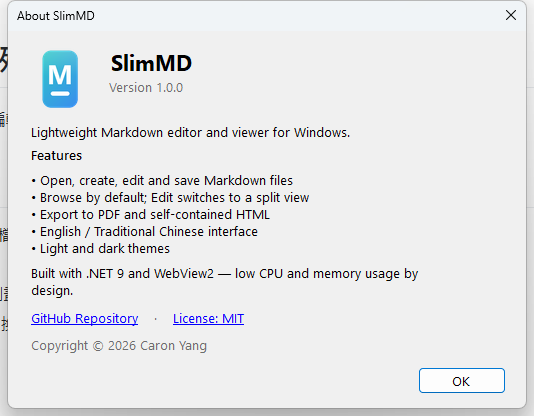 About SlimMD
M
SlimMD
Version 1.0.0
Lightweight Markdown editor and viewer for Windows.
Features
• Open, create, edit and save Markdown files
• Browse by default; Edit switches to a split view
• Export to PDF and self-contained HTML
• English / Traditional Chinese interface
• Light and dark themes
Built with .NET 9 and WebView2 — low CPU and memory usage by
design.
GitHub Repository · License: MIT
Copyright © 2026 Caron Yang
OK